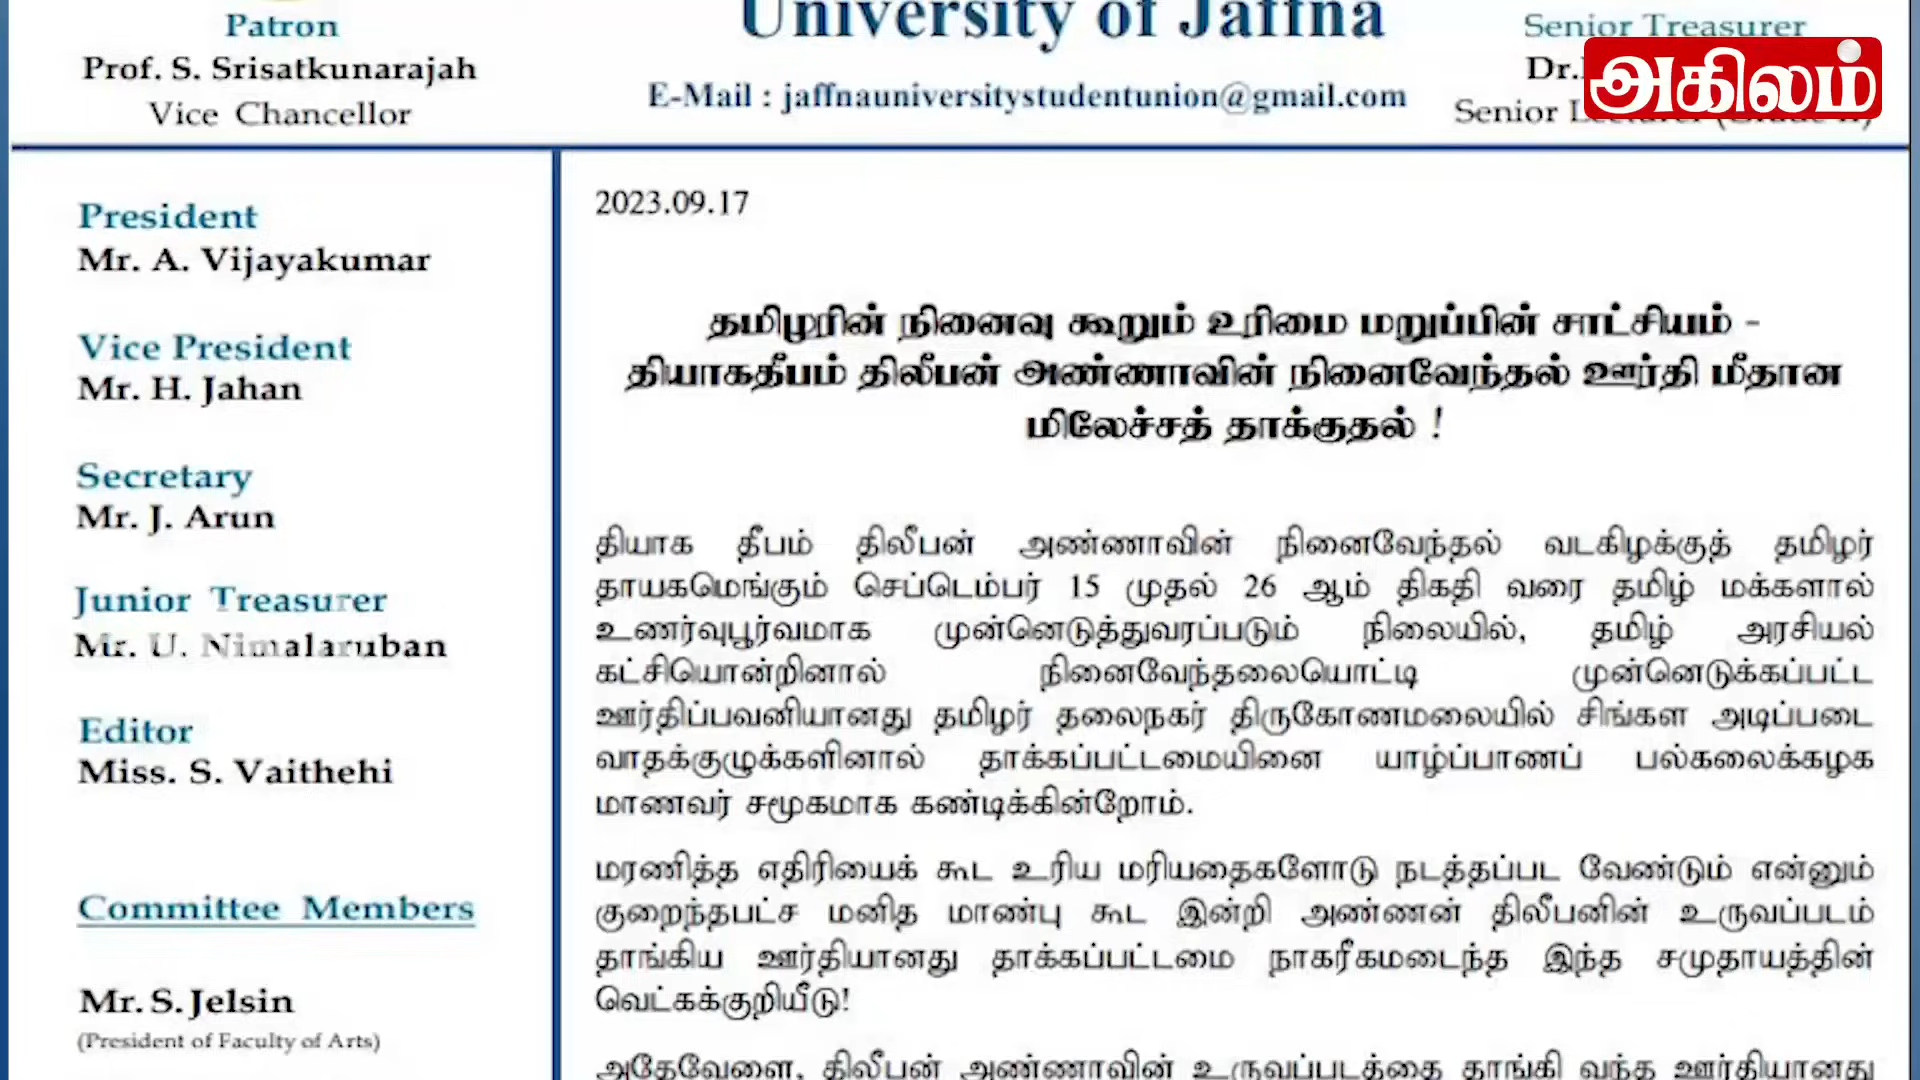 Patron
Prof. S. Srisatkunarajah
Vice Chancellor
University of Jaffna
E-Mail : jaffnauniversitystudentunion@gmail.com
Senior Treasurer
Dr.
Senior
அகிலம்
President
Mr. A. Vijayakumar
Vice President
Mr. H. Jahan
Secretary
Mr. J. Arun
Junior Treasurer
Mr. U. Nimalaruban
Editor
Miss. S. Vaithehi
Committee Members
Mr. S. Jelsin
(President of Faculty of Arts)
2023.09.17
தமிழரின் நினைவு கூறும் உரிமை மறுப்பின் சாட்சியம் -
தியாகதீபம் திலீபன் அண்ணாவின் நினைவேந்தல் ஊர்தி மீதான
மிலேச்சத் தாக்குதல் !
தியாக தீபம் திலீபன் அண்ணாவின் நினைவேந்தல் வடகிழக்குத் தமிழர்
தாயகமெங்கும் செப்டெம்பர் 15 முதல் 26 ஆம் திகதி வரை தமிழ் மக்களால்
உணர்வுபூர்வமாக முன்னெடுத்துவரப்படும் நிலையில், தமிழ் அரசியல்
கட்சியொன்றினால் நினைவேந்தலையொட்டி முன்னெடுக்கப்பட்ட
ஊர்திப்பவனியானது தமிழர் தலைநகர் திருகோணமலையில் சிங்கள அடிப்படை
வாதக்குழுக்களினால் தாக்கப்பட்டமையினை யாழ்ப்பாணப் பல்கலைக்கழக
மாணவர் சமூகமாக கண்டிக்கின்றோம்.
மரணித்த எதிரியைக் கூட உரிய மரியதைகளோடு நடத்தப்பட வேண்டும் என்னும்
குறைந்தபட்ச மனித மாண்பு கூட இன்றி அண்ணன் திலீபனின் உருவப்படம்
தாங்கிய ஊர்தியானது தாக்கப்பட்டமை நாகரீகமடைந்த இந்த சமுதாயத்தின்
வெட்கக்குறியீடு!
அதேவேளை, திலீபன் அண்ணாவின் உருவப்படத்தை தாங்கி வந்த ஊர்தியானது